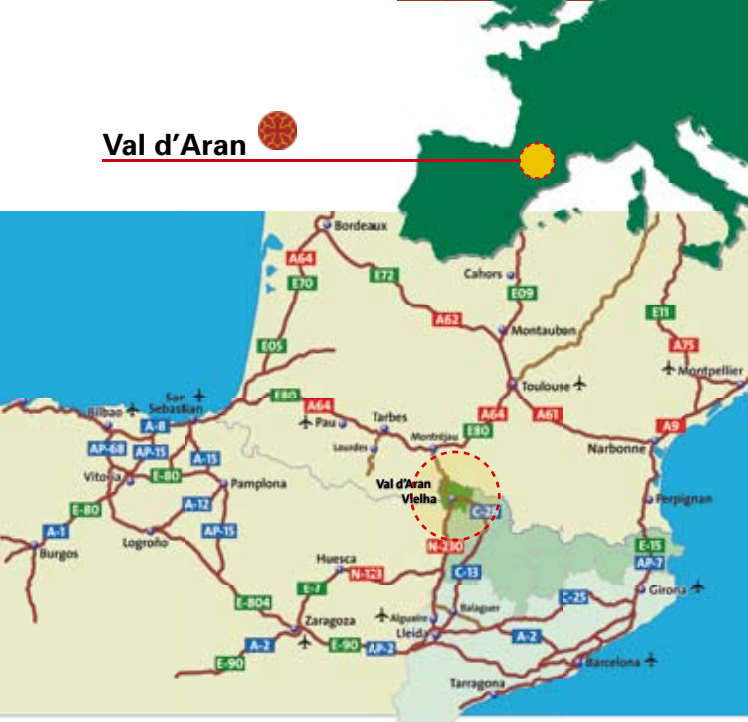 Val d'Aran
Bordeaux
A64
E70
E72
Cahors
E09
A62
Montauban
E11
A75
E05
Montpellier
San
Sebastian
Bilbao
A-8
E80
A64
Toulouse
Pau
Tarbes
A64
A61
A9
E80
Lourdes
Montréjau
Narbonne
AP-68
AP-15
A-15
Vitoria
E-80
Pamplona
Val d'Aran
Vielha
Perpignan
A-12
C-28
E-80
A-1
Burgos
Logroño
AP-15
N-230
E-15
AP-7
Huesca
N-123
C-13
E-7
Girona
E-804
C-25
Balaguer
Alguaire
Zaragoza
Lleida
A-2
A-2
E-90
AP-2
E-90
Barcelona
Tarragona